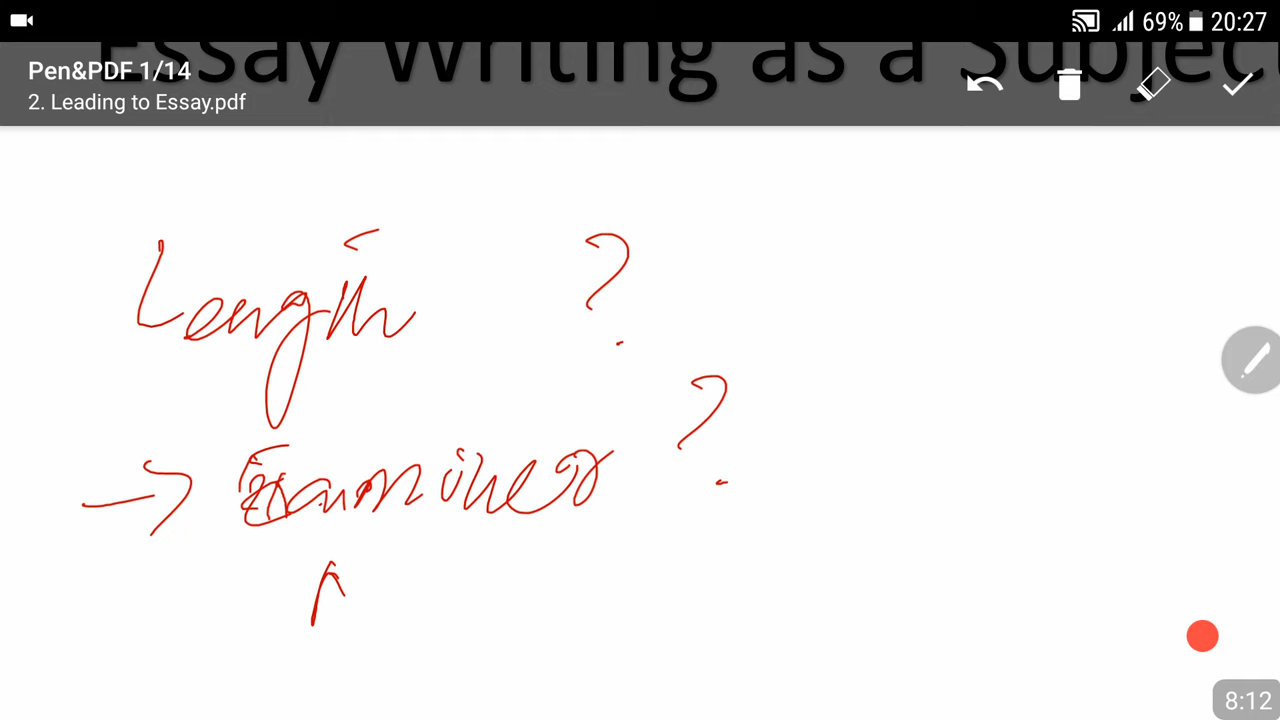 69% 20:27
Essay Writing as a Subject
Pen&PDF 1/14
2. Leading to Essay.pdf
Length ?
→ Examiner ?
8:12